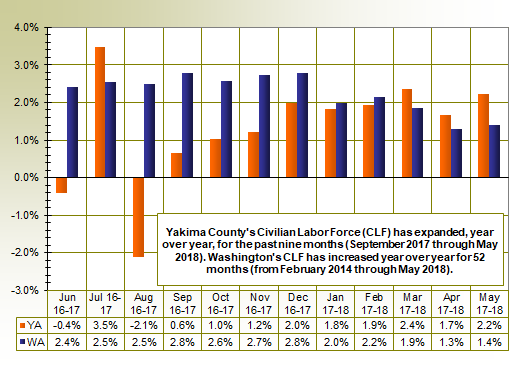 4.0%
3.0%
2.0%
1.0%
0.0%
-1.0%
-2.0%
-3.0%
Yakima County's Civilian Labor Force (CLF) has expanded, year
over year, for the past nine months (September 2017 through May
2018). Washington's CLF has increased year over year for 52
months (from February 2014 through May 2018).
Jun 16-17 Jul 16-17 Aug 16-17 Sep 16-17 Oct 16-17 Nov 16-17 Dec 16-17 Jan 17-18 Feb 17-18 Mar 17-18 Apr 17-18 May 17-18
YA -0.4% 3.5% -2.1% 0.6% 1.0% 1.2% 2.0% 1.8% 1.9% 2.4% 1.7% 2.2%
WA 2.4% 2.5% 2.5% 2.8% 2.6% 2.7% 2.8% 2.0% 2.2% 1.9% 1.3% 1.4%